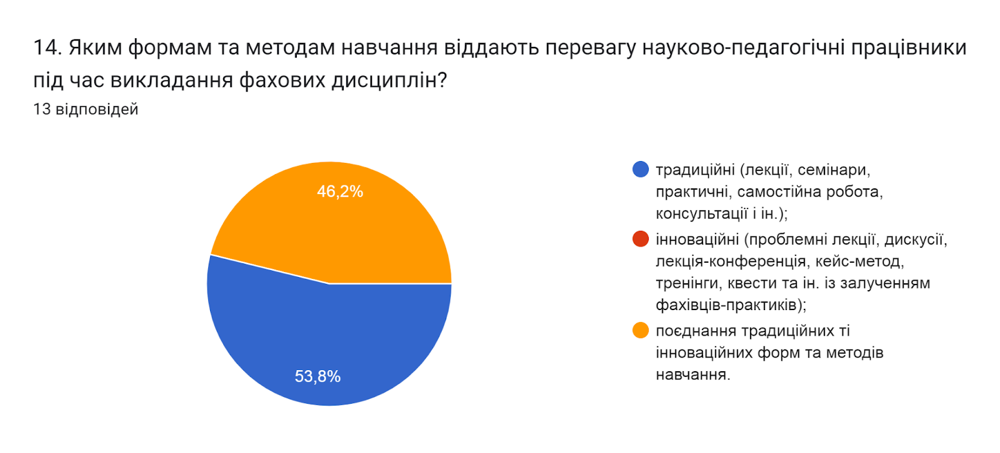 14. Яким формам та методам навчання віддають перевагу науково-педагогічні працівники
під час викладання фахових дисциплін?
13 відповідей
46,2%
53,8%
традиційні (лекції, семінари,
практичні, самостійна робота,
консультації і ін.);
інноваційні (проблемні лекції, дискусії,
лекція-конференція, кейс-метод,
тренінги, квести та ін. із залученням
фахівців-практиків);
поєднання традиційних ті
інноваційних форм та методів
навчання.